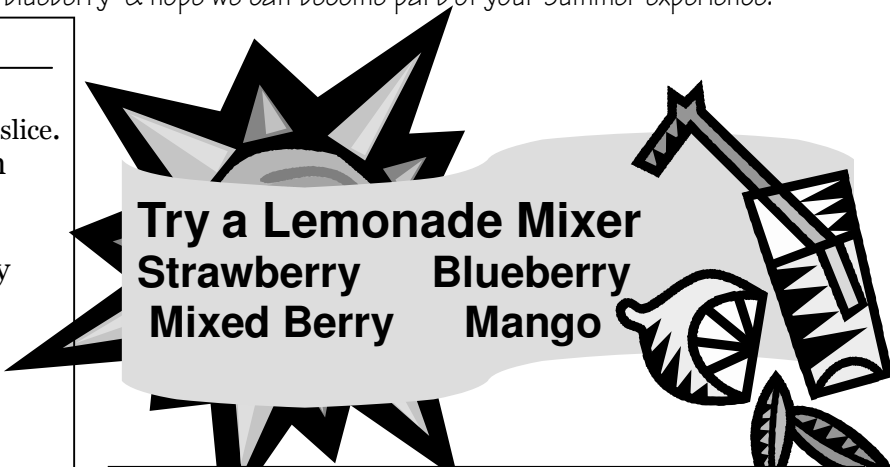 blueberry & hope we can become part of your summer experience.
slice.
y
Try a Lemonade Mixer
Strawberry Blueberry
Mixed Berry Mango